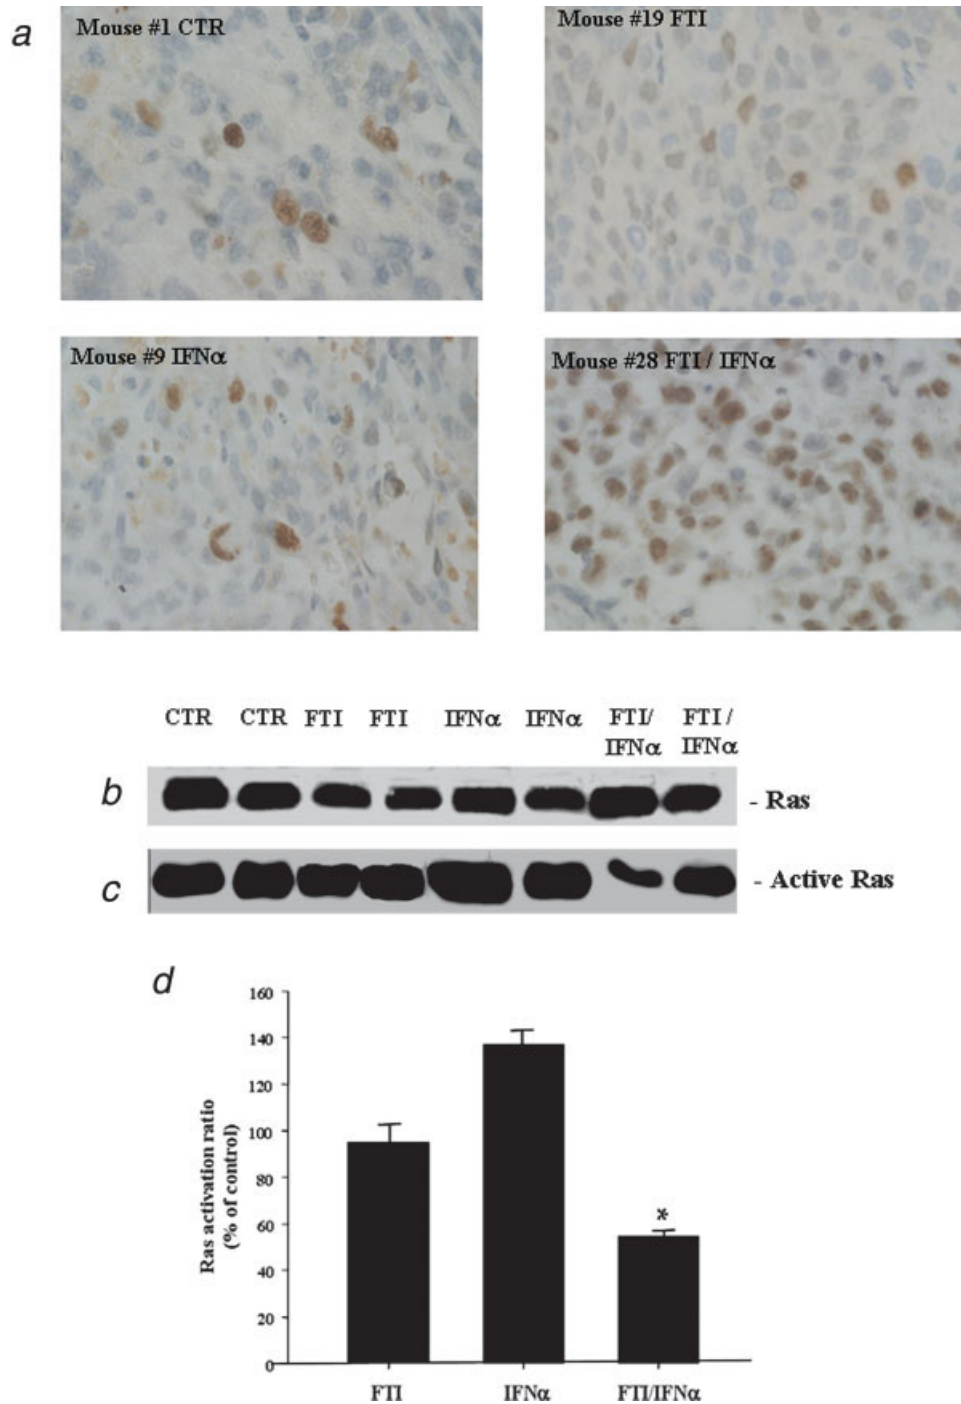 a
Mouse #1 CTR
Mouse #19 FTI
Mouse #9 IFNα
Mouse #28 FTI / IFNα
CTR CTR FTI FTI IFNα IFNα FTI/ IFNα FTI / IFNα
b
- Ras
c
- Active Ras
d
160
140
120
100
80
60
40
20
0
Ras activation ratio
(% of control)
*
FTI IFNα FTI/IFNα